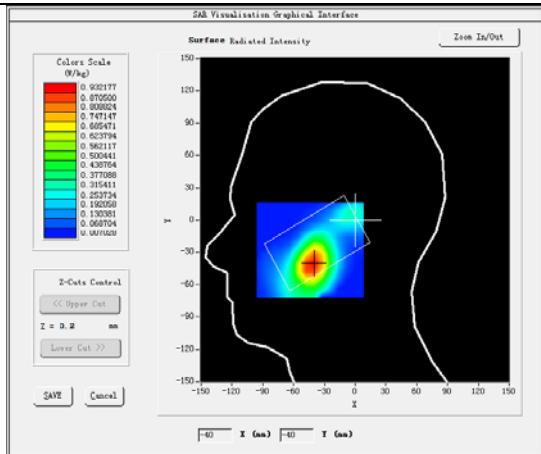 SAR Visualisation Graphical Interface
Surface Radiated Intensity
Zoom In/Out
Colors Scale
(W/kg)
0.932177
0.870500
0.808824
0.747147
0.685471
0.623794
0.562117
0.500441
0.438764
0.377088
0.315411
0.253734
0.192058
0.130381
0.068704
0.007028
Z-Cuts Control
<< Upper Cut
Z = 0.2 mm
Lower Cut >>
SAVE Cancel
150
120
90
60
30
0
-30
-60
-90
-120
-150
Y
-150 -120 -90 -60 -30 0 30 60 90 120 150
X
-40 X (mm) -40 Y (mm)